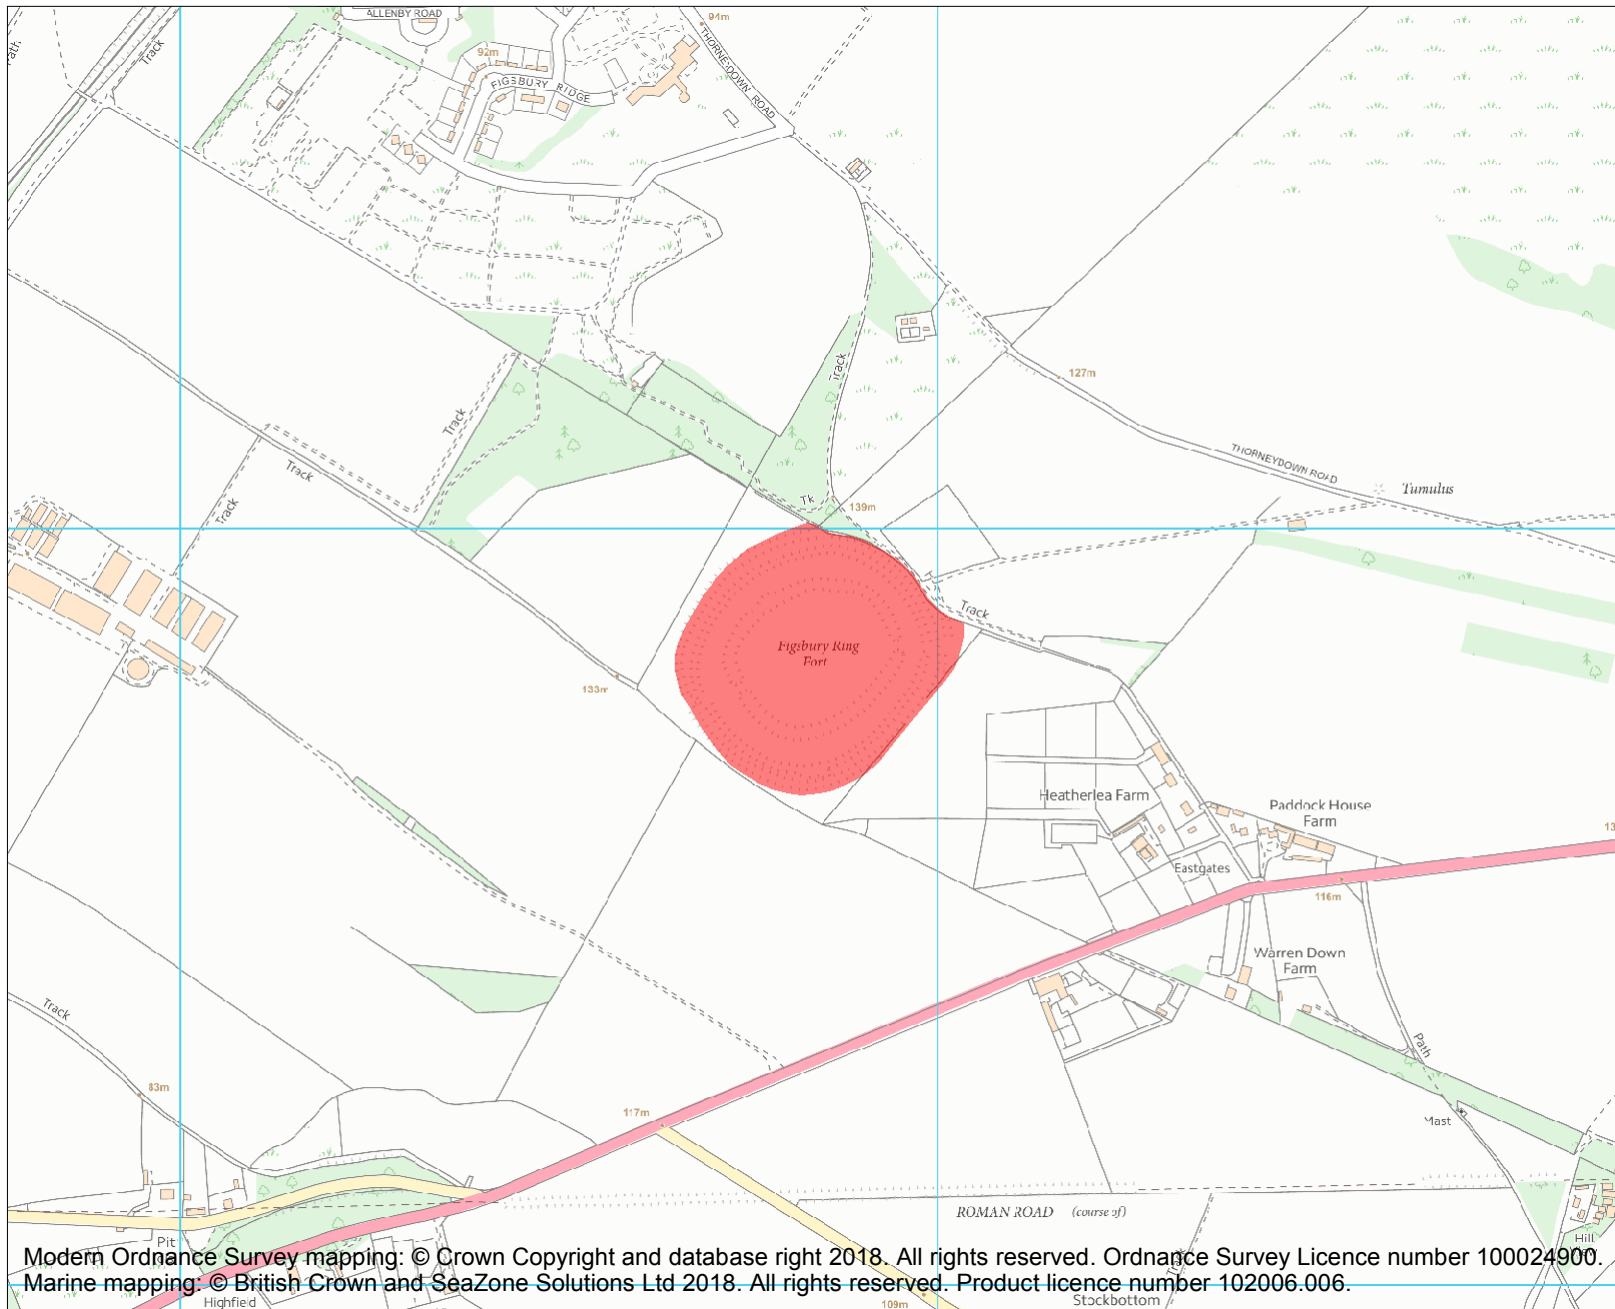 ALLENBY ROAD
94m
Path
Track
92m
THORNEYDOWN ROAD
FIGSBURY RIDGE
Track
127m
Track
Track
THORNEYDOWN ROAD
Tumulus
Track
Tk
139m
Track
Figsbury Ring
Fort
133m
Heatherlea Farm
Paddock House
Farm
Eastgates
116m
Warren Down
Farm
Track
Path
83m
117m
Mast
ROMAN ROAD (course of)
Pit
Hill
Track
Modern Ordnance Survey mapping: © Crown Copyright and database right 2018. All rights reserved. Ordnance Survey Licence number 100024900.
Marine mapping: © British Crown and SeaZone Solutions Ltd 2018. All rights reserved. Product licence number 102006.006.
Highfield
109m
Stockbottom